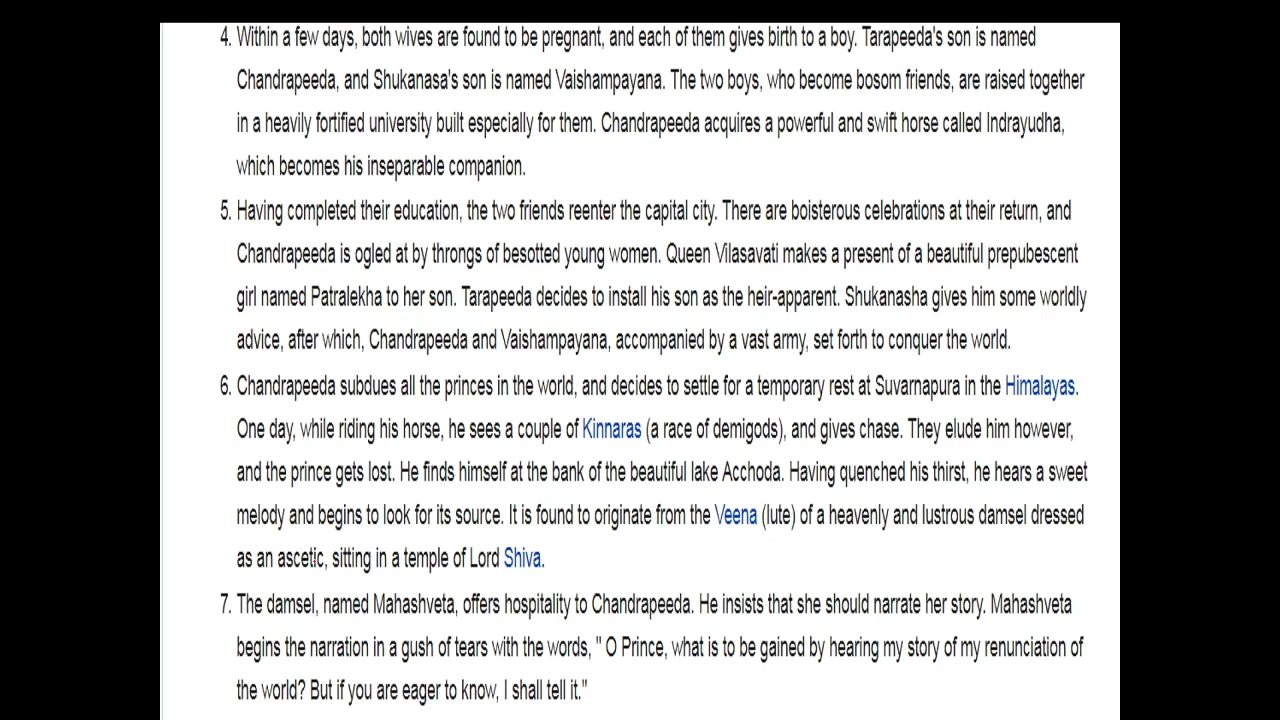 4. Within a few days, both wives are found to be pregnant, and each of them gives birth to a boy. Tarapeeda's son is named
Chandrapeeda, and Shukanasa's son is named Vaishampayana. The two boys, who become bosom friends, are raised together
in a heavily fortified university built especially for them. Chandrapeeda acquires a powerful and swift horse called Indrayudha,
which becomes his inseparable companion.
5. Having completed their education, the two friends reenter the capital city. There are boisterous celebrations at their return, and
Chandrapeeda is ogled at by throngs of besotted young women. Queen Vilasavati makes a present of a beautiful prepubescent
girl named Patralekha to her son. Tarapeeda decides to install his son as the heir-apparent. Shukanasha gives him some worldly
advice, after which, Chandrapeeda and Vaishampayana, accompanied by a vast army, set forth to conquer the world.
6. Chandrapeeda subdues all the princes in the world, and decides to settle for a temporary rest at Suvarnapura in the Himalayas.
One day, while riding his horse, he sees a couple of Kinnaras (a race of demigods), and gives chase. They elude him however,
and the prince gets lost. He finds himself at the bank of the beautiful lake Acchoda. Having quenched his thirst, he hears a sweet
melody and begins to look for its source. It is found to originate from the Veena (lute) of a heavenly and lustrous damsel dressed
as an ascetic, sitting in a temple of Lord Shiva.
7. The damsel, named Mahashveta, offers hospitality to Chandrapeeda. He insists that she should narrate her story. Mahashveta
begins the narration in a gush of tears with the words, " O Prince, what is to be gained by hearing my story of my renunciation of
the world? But if you are eager to know, I shall tell it."